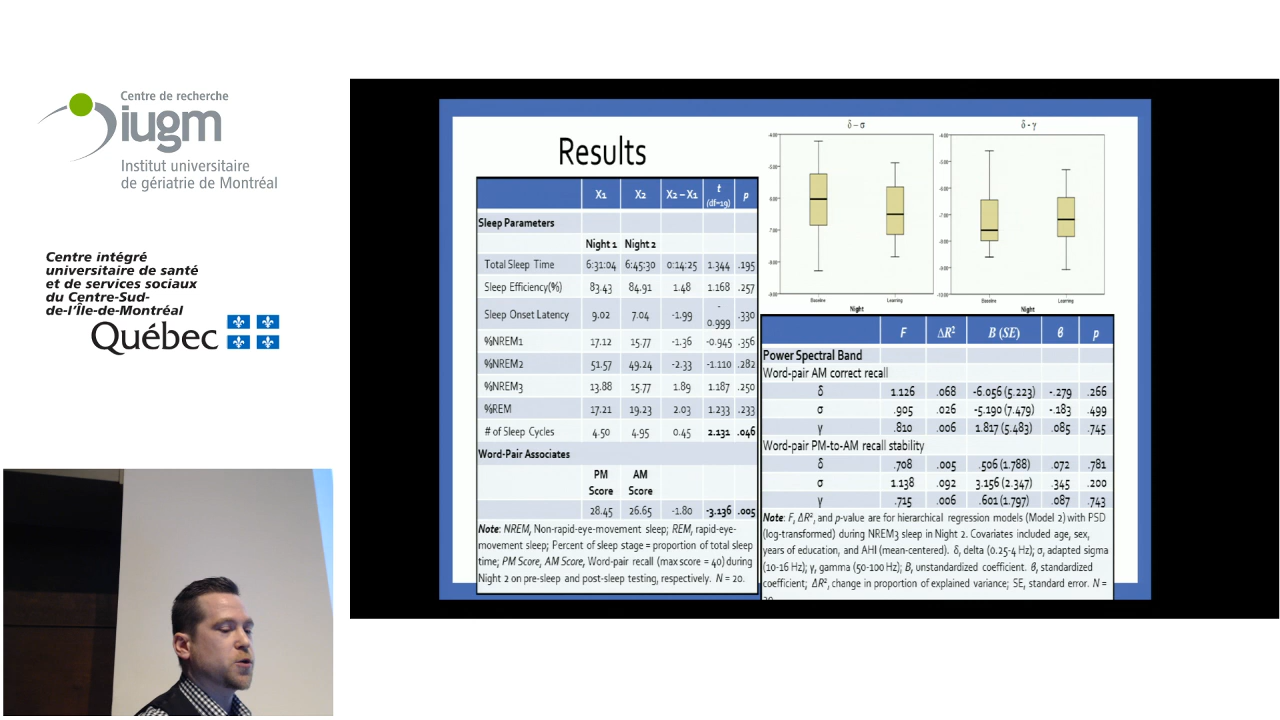 Centre de recherche
iugm
Institut universitaire
de gériatrie de Montréal
Centre intégré
universitaire de santé
et de services sociaux
du Centre-Sud-
de-l'Île-de-Montréal
Québec
Results
X1 X2 X2 – X1 t (df=19) p
Sleep Parameters
Night 1 Night 2
Total Sleep Time 6:31:04 6:45:30 0:14:25 1.344 .195
Sleep Efficiency(%) 83.43 84.91 1.48 1.168 .257
Sleep Onset Latency 9.02 7.04 -1.99 -0.999 .330
%NREM1 17.12 15.77 -1.36 -0.945 .356
%NREM2 51.57 49.24 -2.33 -1.110 .282
%NREM3 13.88 15.77 1.89 1.187 .250
%REM 17.21 19.23 2.03 1.233 .233
# of Sleep Cycles 4.50 4.95 0.45 2.131 .046
Word-Pair Associates
PM Score AM Score
28.45 26.65 -1.80 -3.136 .005
Note: NREM, Non-rapid-eye-movement sleep; REM, rapid-eye-
movement sleep; Percent of sleep stage = proportion of total sleep
time; PM Score, AM Score, Word-pair recall (max score = 40) during
Night 2 on pre-sleep and post-sleep testing, respectively. N = 20.
δ – σ
Baseline Learning
Night
δ - γ
Baseline Learning
Night
F ΔR² B (SE) β p
Power Spectral Band
Word-pair AM correct recall
δ 1.126 .068 -6.056 (5.223) -.279 .266
σ .905 .026 -5.190 (7.479) -.183 .499
γ .810 .006 1.817 (5.483) .085 .745
Word-pair PM-to-AM recall stability
δ .708 .005 .506 (1.788) .072 .781
σ 1.138 .092 3.156 (2.347) .345 .200
γ .715 .006 .601 (1.797) .087 .743
Note: F, ΔR², and p-value are for hierarchical regression models (Model 2) with PSD
(log-transformed) during NREM3 sleep in Night 2. Covariates included age, sex,
years of education, and AHI (mean-centered). δ, delta (0.25-4 Hz); σ, adapted sigma
(10-16 Hz); γ, gamma (50-100 Hz); B, unstandardized coefficient. β, standardized
coefficient; ΔR², change in proportion of explained variance; SE, standard error. N =